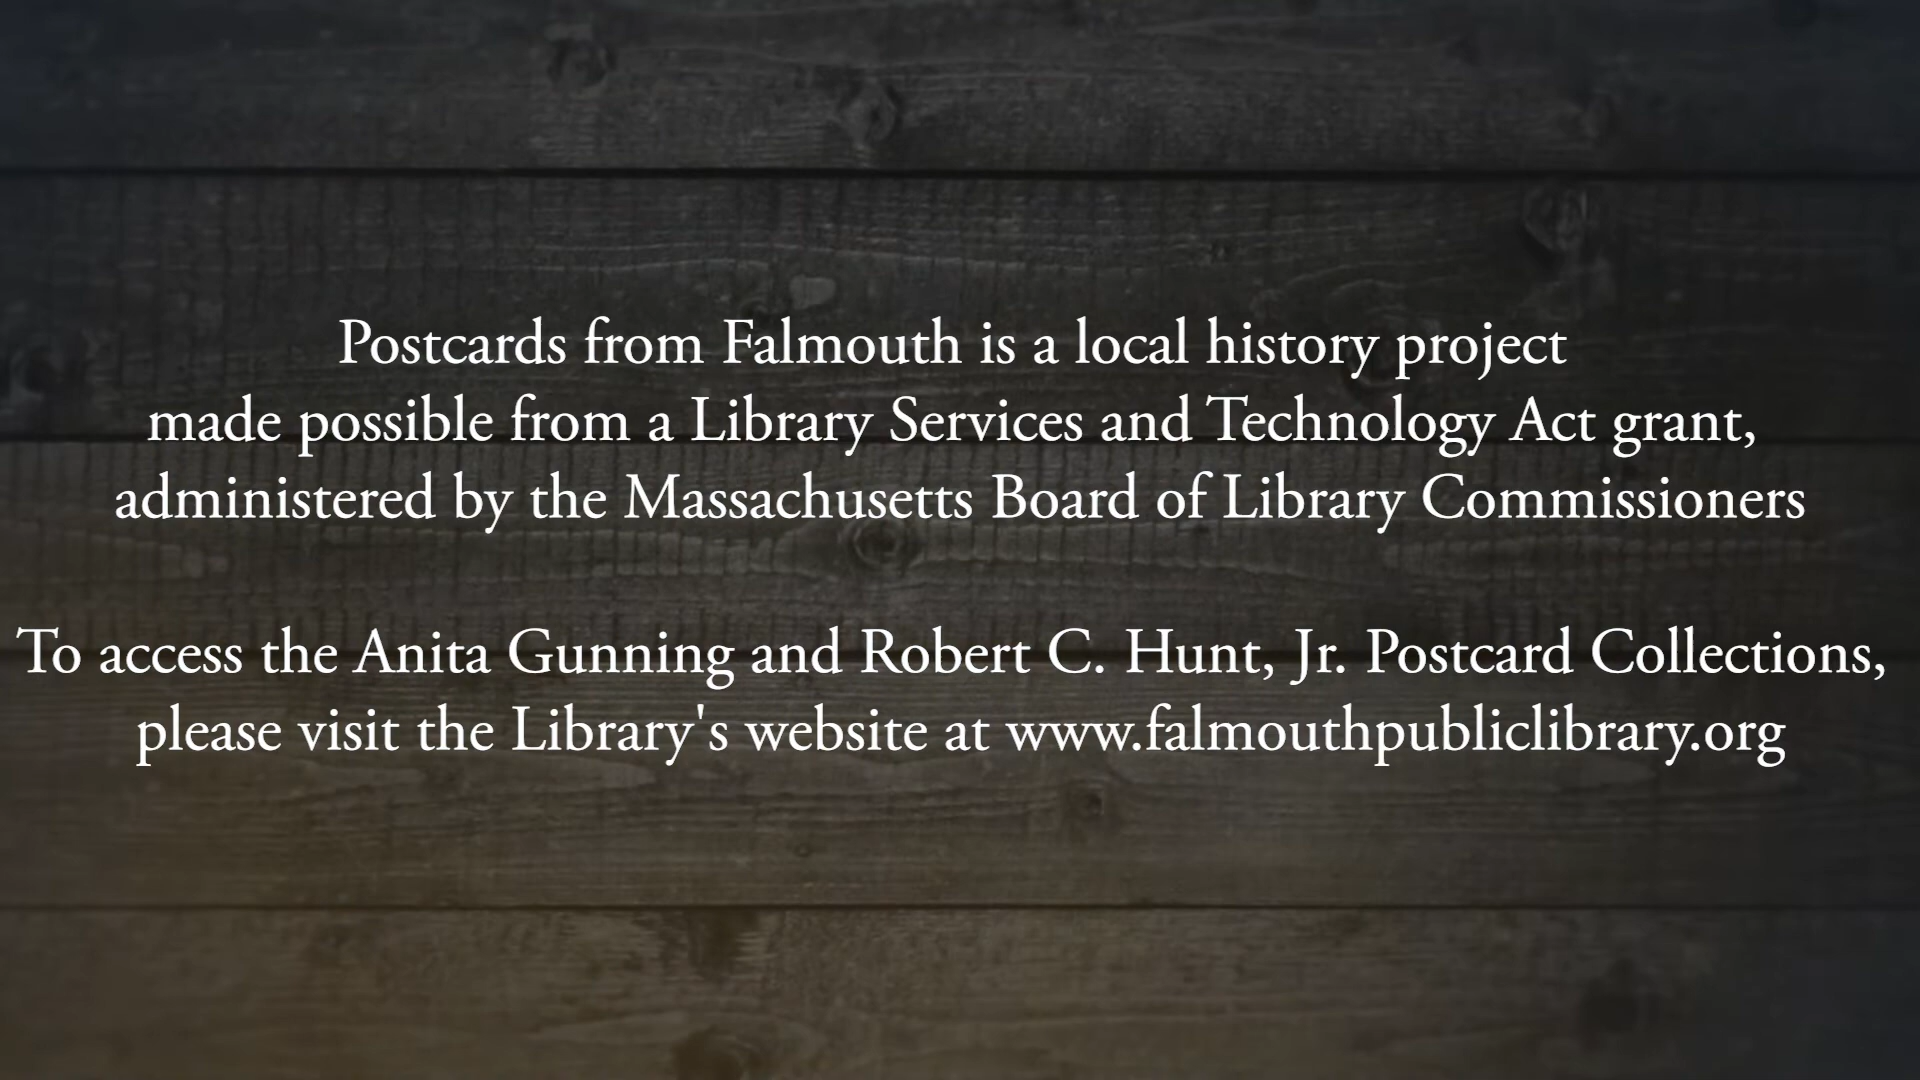 Postcards from Falmouth is a local history project
made possible from a Library Services and Technology Act grant,
administered by the Massachusetts Board of Library Commissioners
To access the Anita Gunning and Robert C. Hunt, Jr. Postcard Collections,
please visit the Library's website at www.falmouthpubliclibrary.org